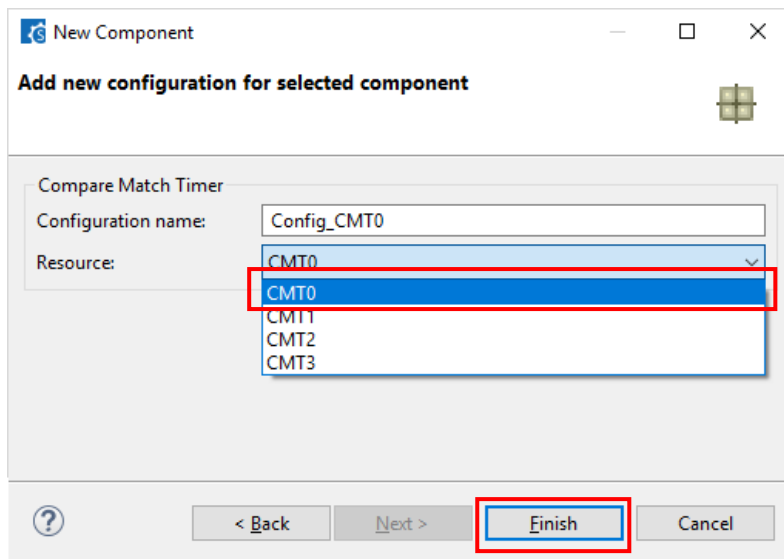 New Component
Add new configuration for selected component
Compare Match Timer
Configuration name: Config_CMT0
Resource: CMT0
CMT0
CMT1
CMT2
CMT3
? < Back Next > Finish Cancel